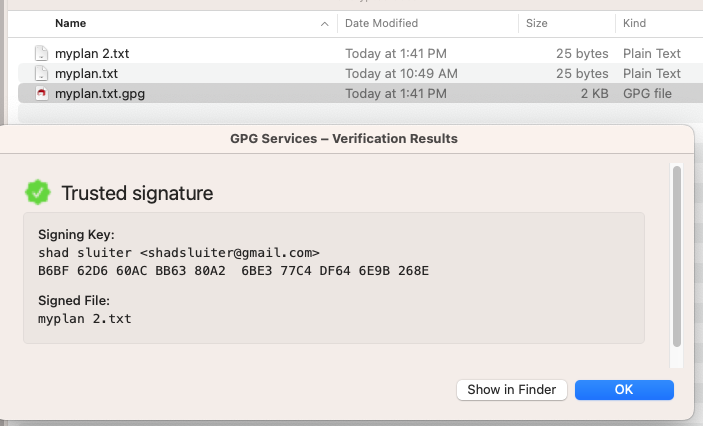 Name Date Modified Size Kind
myplan 2.txt Today at 1:41 PM 25 bytes Plain Text
myplan.txt Today at 10:49 AM 25 bytes Plain Text
myplan.txt.gpg Today at 1:41 PM 2 KB GPG file
GPG Services – Verification Results
Trusted signature
Signing Key:
shad sluiter <shadsluiter@gmail.com>
B6BF 62D6 60AC BB63 80A2  6BE3 77C4 DF64 6E9B 268E
Signed File:
myplan 2.txt
Show in Finder OK